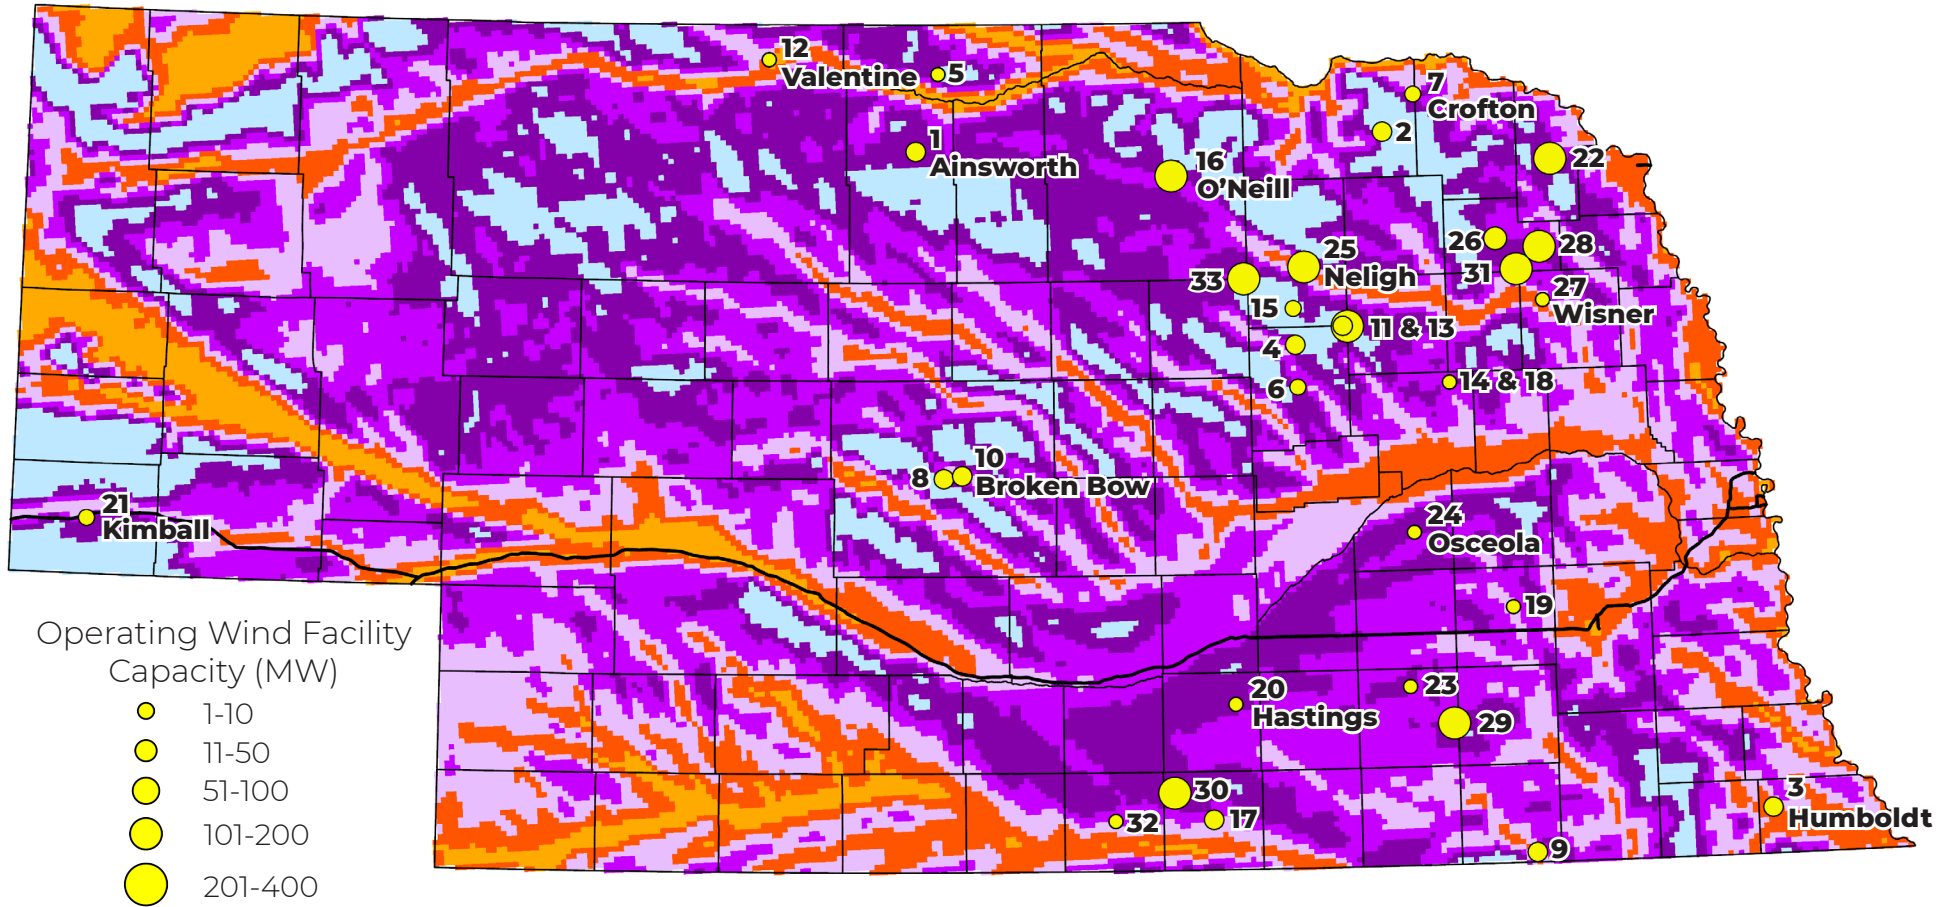 12
Valentine
5
7
Crofton
2
1
Ainsworth
16
O’Neill
22
26
28
25
Neligh
31
33
27
Wisner
15
11 & 13
4
6
14 & 18
10
8
Broken Bow
21
Kimball
24
Osceola
19
20
Hastings
23
29
30
32
17
3
Humboldt
9
Operating Wind Facility
Capacity (MW)
1-10
11-50
51-100
101-200
201-400